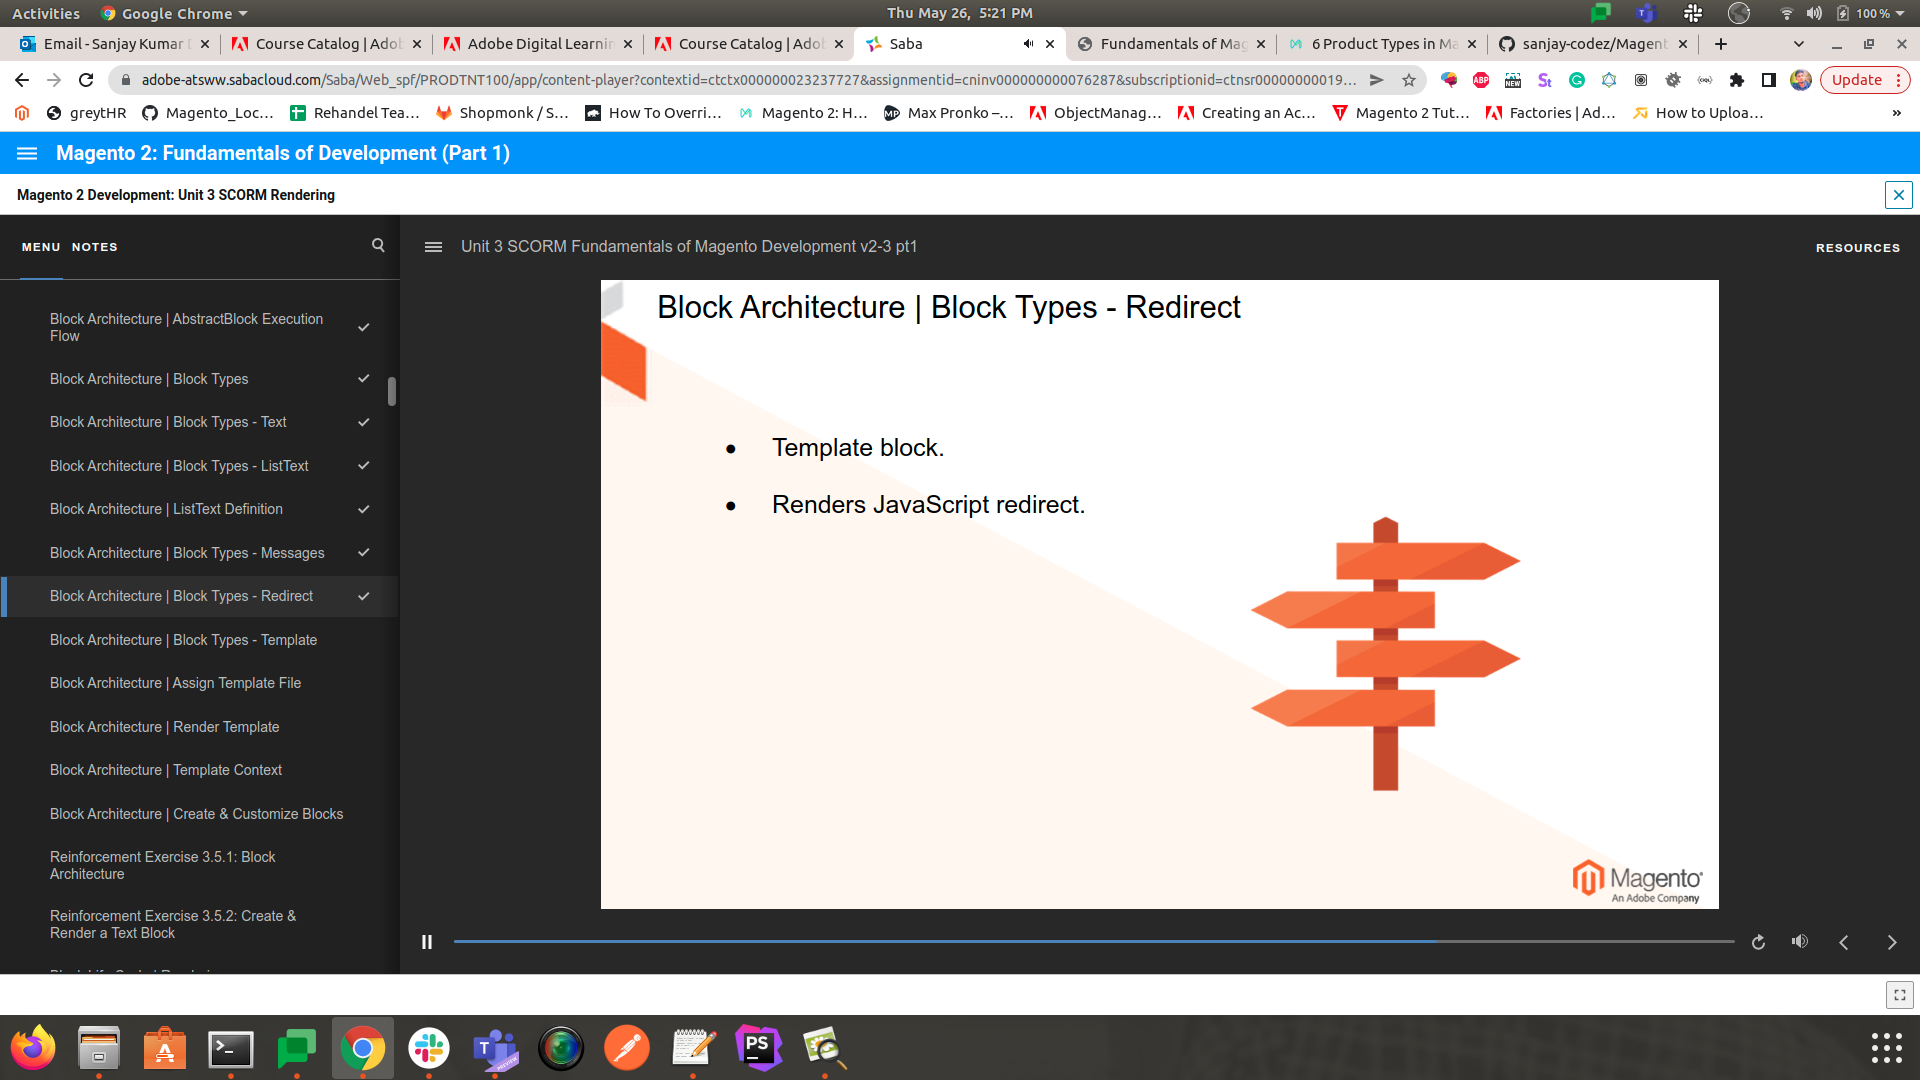 Activities
Google Chrome
Thu May 26, 5:21 PM
100 %
Email - Sanjay Kumar
Course Catalog | Adob
Adobe Digital Learnin
Course Catalog | Adob
Saba
Fundamentals of Mag
6 Product Types in Ma
sanjay-codez/Magent
adobe-atsww.sabacloud.com/Saba/Web_spf/PRODTNT100/app/content-player?contextid=ctctx000000023237727&assignmentid=cninv000000000076287&subscriptionid=ctnsr00000000019...
Update
greytHR
Magento_Loc...
Rehandel Tea...
Shopmonk / S...
How To Overri...
Magento 2: H...
Max Pronko –...
ObjectManag...
Creating an Ac...
Magento 2 Tut...
Factories | Ad...
How to Uploa...
»
Magento 2: Fundamentals of Development (Part 1)
Magento 2 Development: Unit 3 SCORM Rendering
MENU NOTES
Unit 3 SCORM Fundamentals of Magento Development v2-3 pt1
RESOURCES
Block Architecture | AbstractBlock Execution
Flow
Block Architecture | Block Types
Block Architecture | Block Types - Text
Block Architecture | Block Types - ListText
Block Architecture | ListText Definition
Block Architecture | Block Types - Messages
Block Architecture | Block Types - Redirect
Block Architecture | Block Types - Template
Block Architecture | Assign Template File
Block Architecture | Render Template
Block Architecture | Template Context
Block Architecture | Create & Customize Blocks
Reinforcement Exercise 3.5.1: Block
Architecture
Reinforcement Exercise 3.5.2: Create &
Render a Text Block
Block Architecture | Block Types - Redirect
• Template block.
• Renders JavaScript redirect.
Magento
An Adobe Company